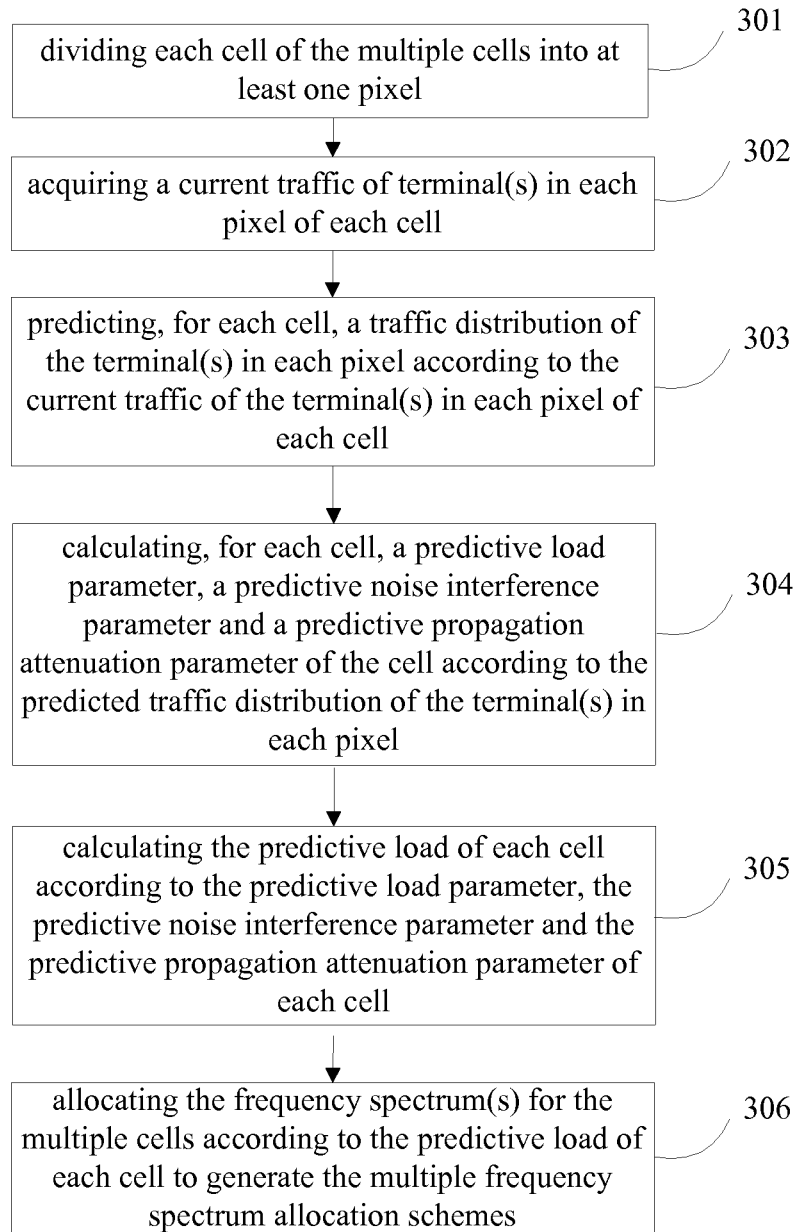 301
dividing each cell of the multiple cells into at
least one pixel
302
acquiring a current traffic of terminal(s) in each
pixel of each cell
303
predicting, for each cell, a traffic distribution of
the terminal(s) in each pixel according to the
current traffic of the terminal(s) in each pixel of
each cell
304
calculating, for each cell, a predictive load
parameter, a predictive noise interference
parameter and a predictive propagation
attenuation parameter of the cell according to the
predicted traffic distribution of the terminal(s) in
each pixel
305
calculating the predictive load of each cell
according to the predictive load parameter, the
predictive noise interference parameter and the
predictive propagation attenuation parameter of
each cell
306
allocating the frequency spectrum(s) for the
multiple cells according to the predictive load of
each cell to generate the multiple frequency
spectrum allocation schemes